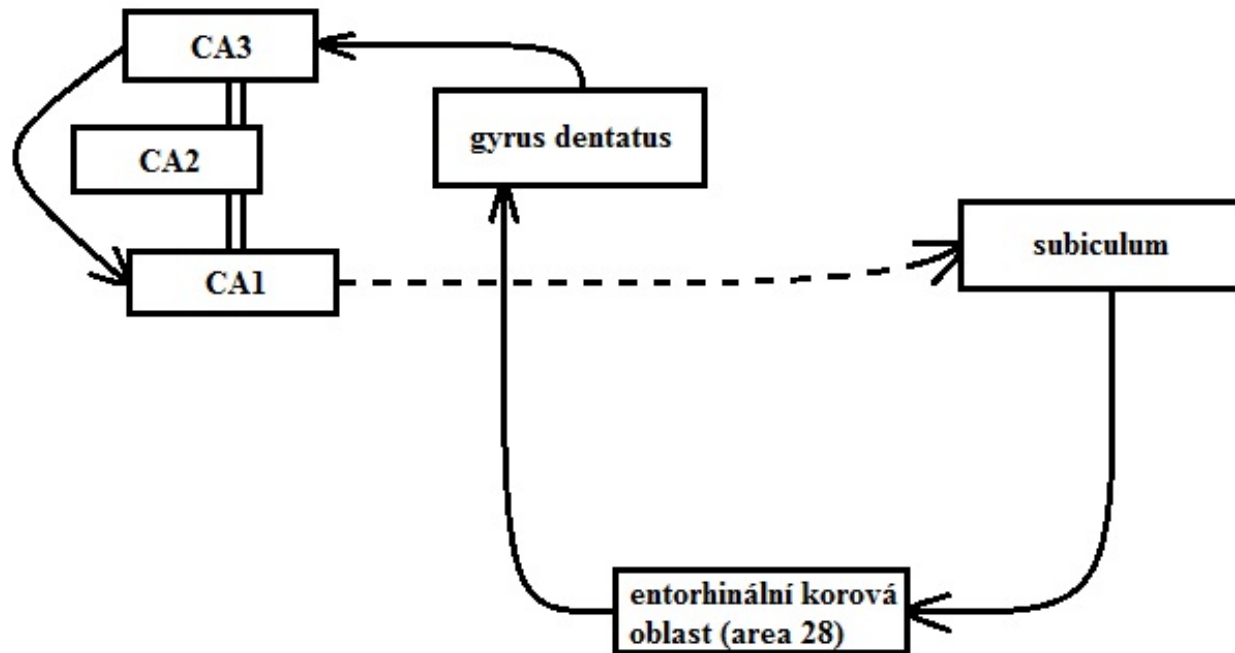 CA3
gyrus dentatus
CA2
subiculum
CA1
entorhinální korová
oblast (area 28)